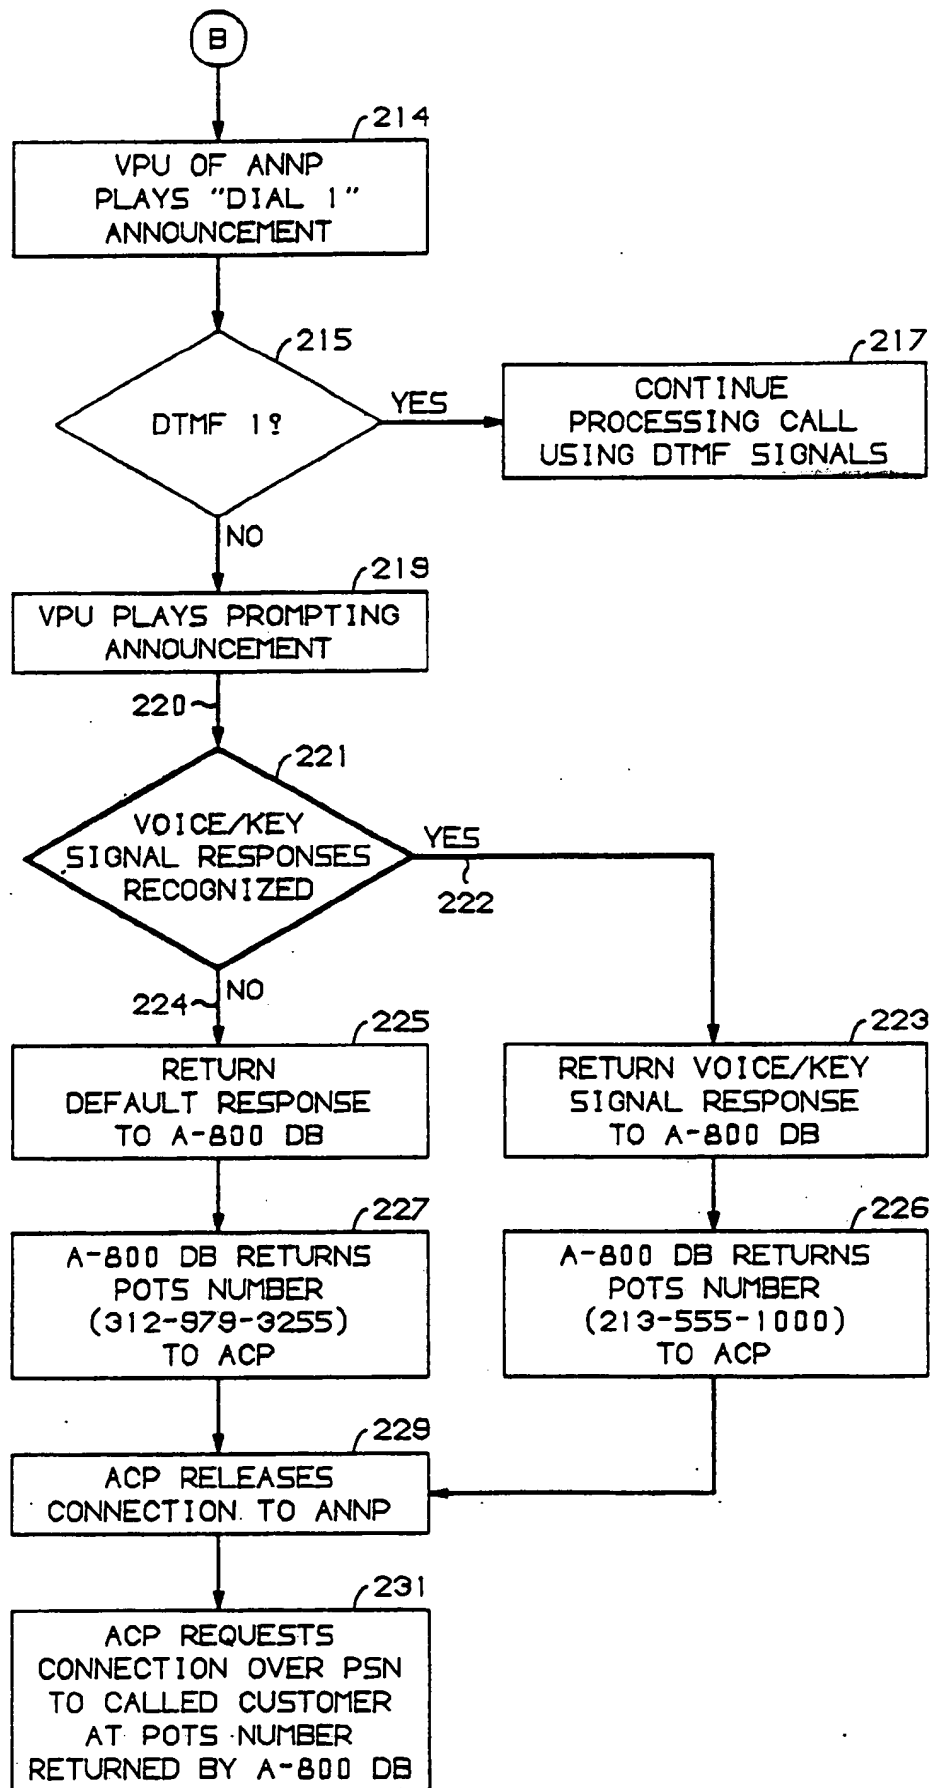 B
214
VPU OF ANNP
PLAYS "DIAL 1"
ANNOUNCEMENT
215
DTMF 1?
YES
217
CONTINUE
PROCESSING CALL
USING DTMF SIGNALS
NO
219
VPU PLAYS PROMPTING
ANNOUNCEMENT
220
221
VOICE/KEY
SIGNAL RESPONSES
RECOGNIZED
YES
222
224
NO
225
RETURN
DEFAULT RESPONSE
TO A-800 DB
223
RETURN VOICE/KEY
SIGNAL RESPONSE
TO A-800 DB
227
A-800 DB RETURNS
POTS NUMBER
(312-979-3255)
TO ACP
226
A-800 DB RETURNS
POTS NUMBER
(213-555-1000)
TO ACP
229
ACP RELEASES
CONNECTION TO ANNP
231
ACP REQUESTS
CONNECTION OVER PSN
TO CALLED CUSTOMER
AT POTS NUMBER
RETURNED BY A-800 DB